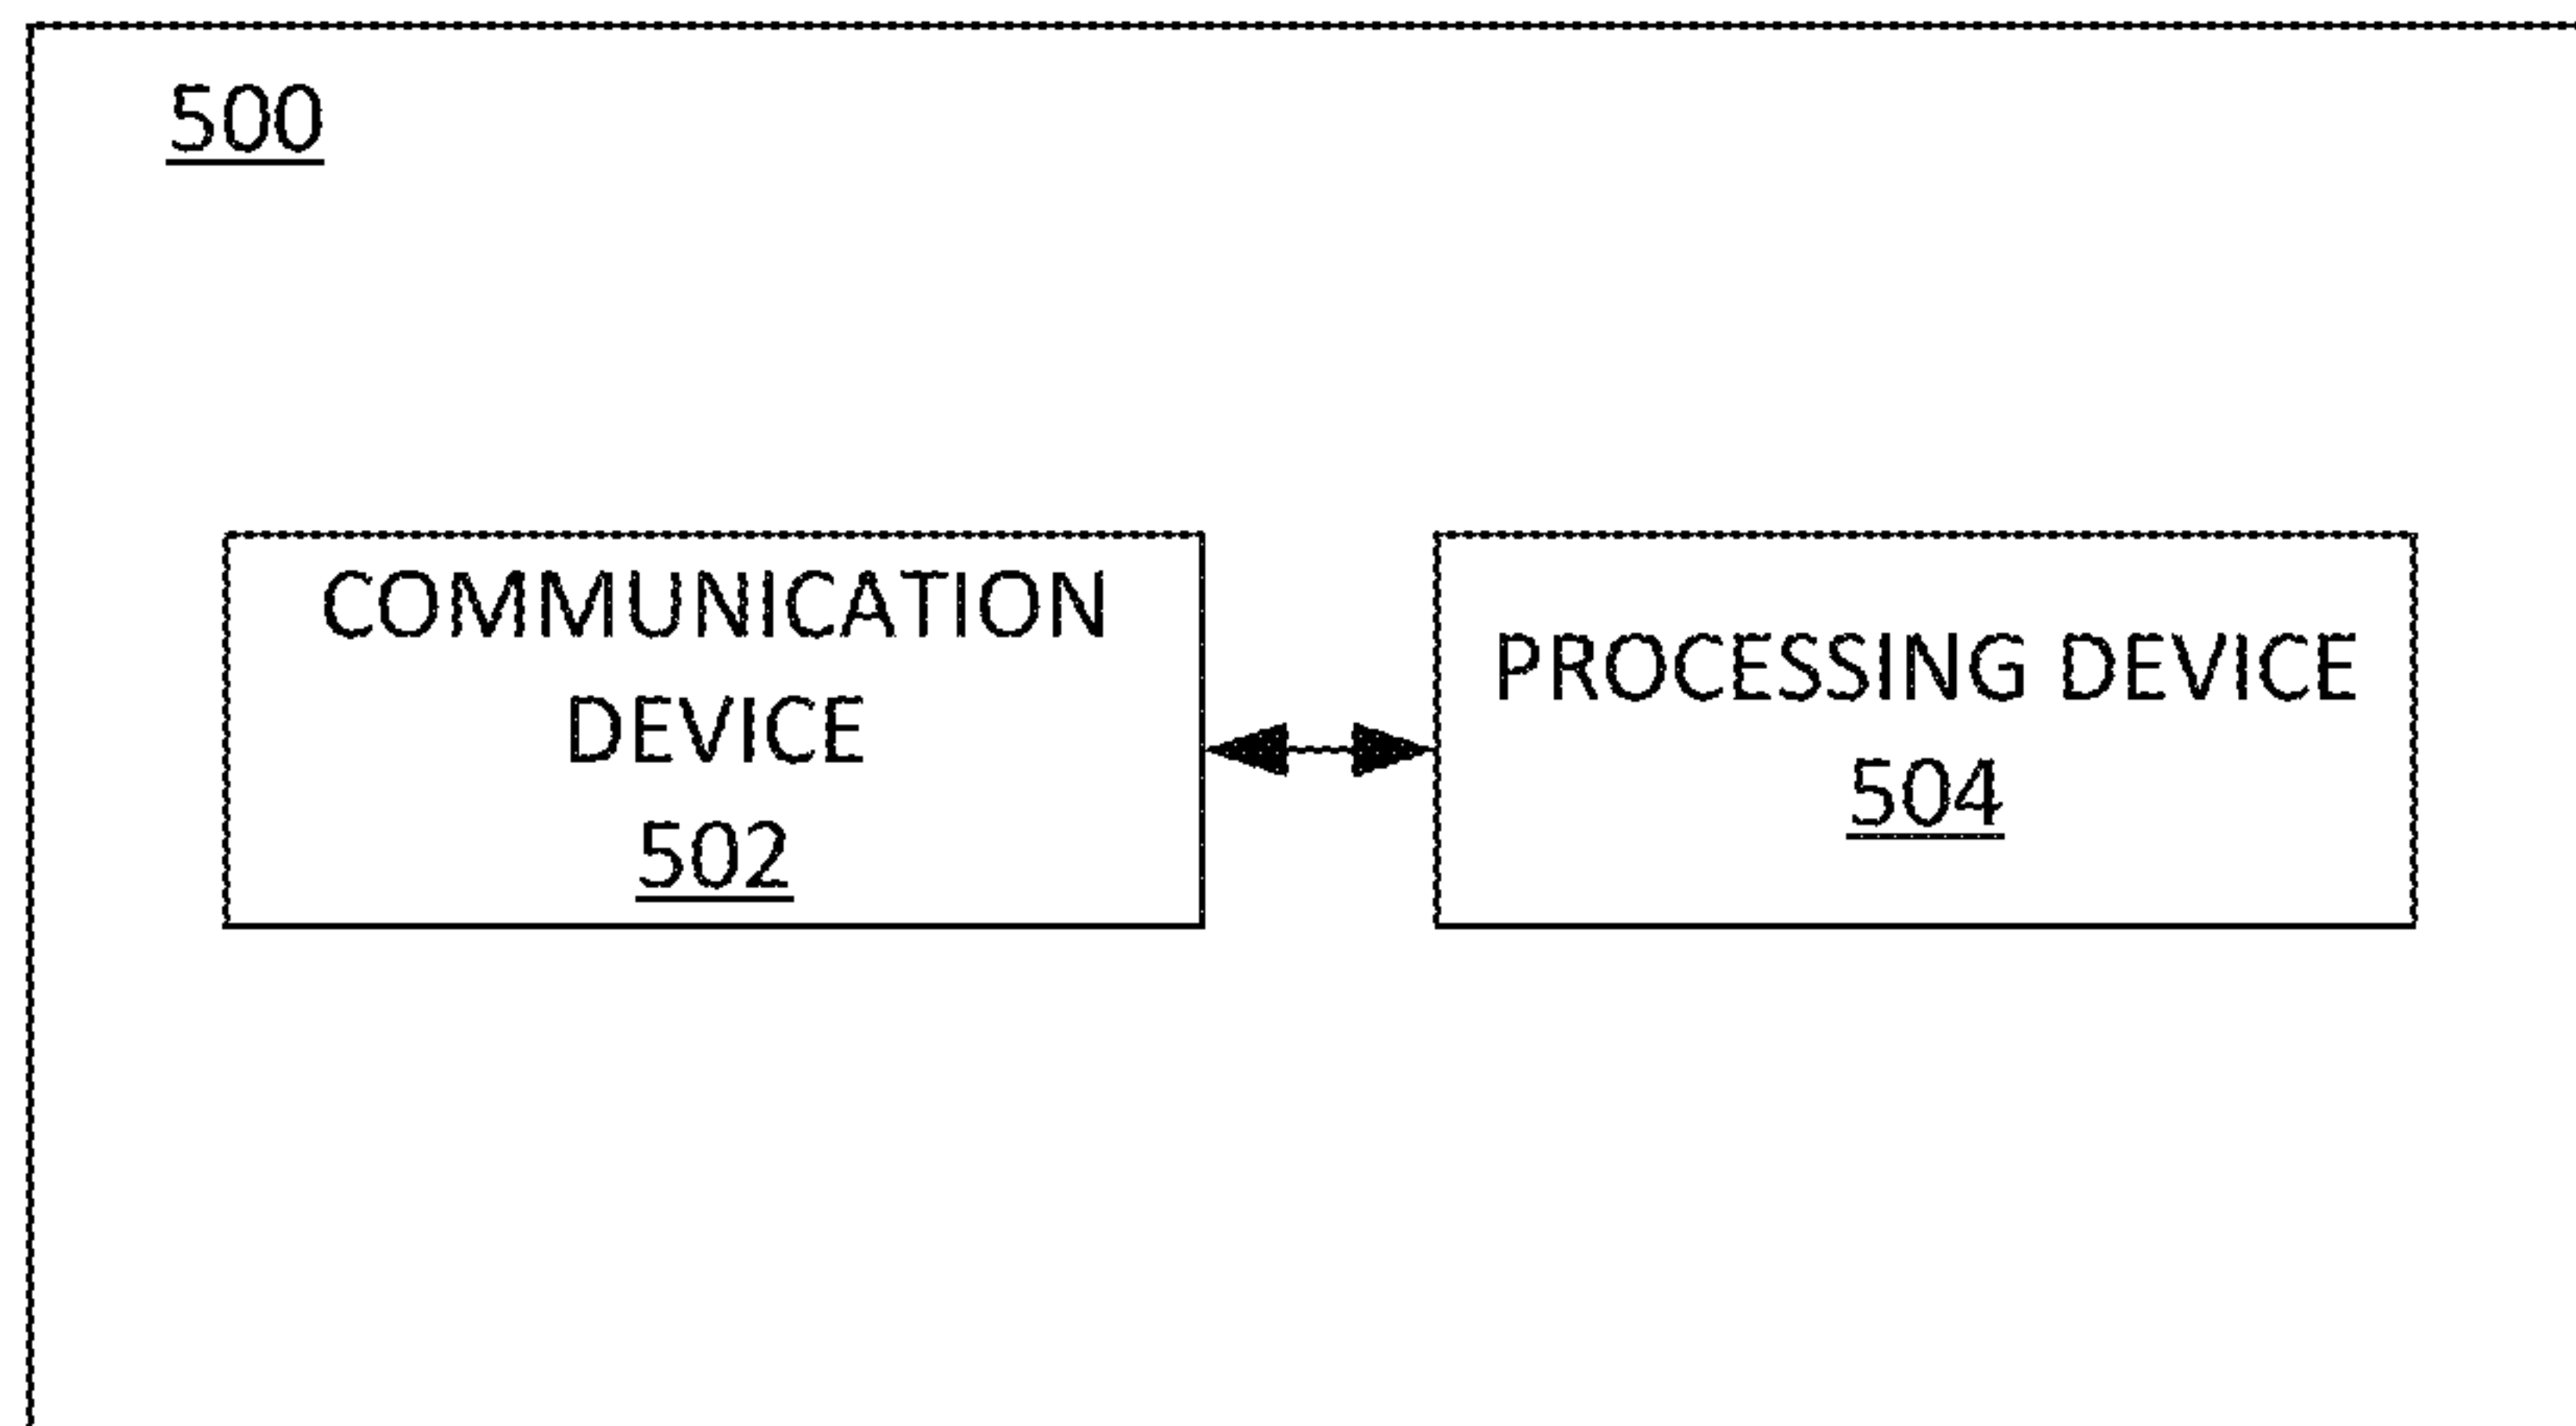 500
COMMUNICATION
DEVICE
502
PROCESSING DEVICE
504